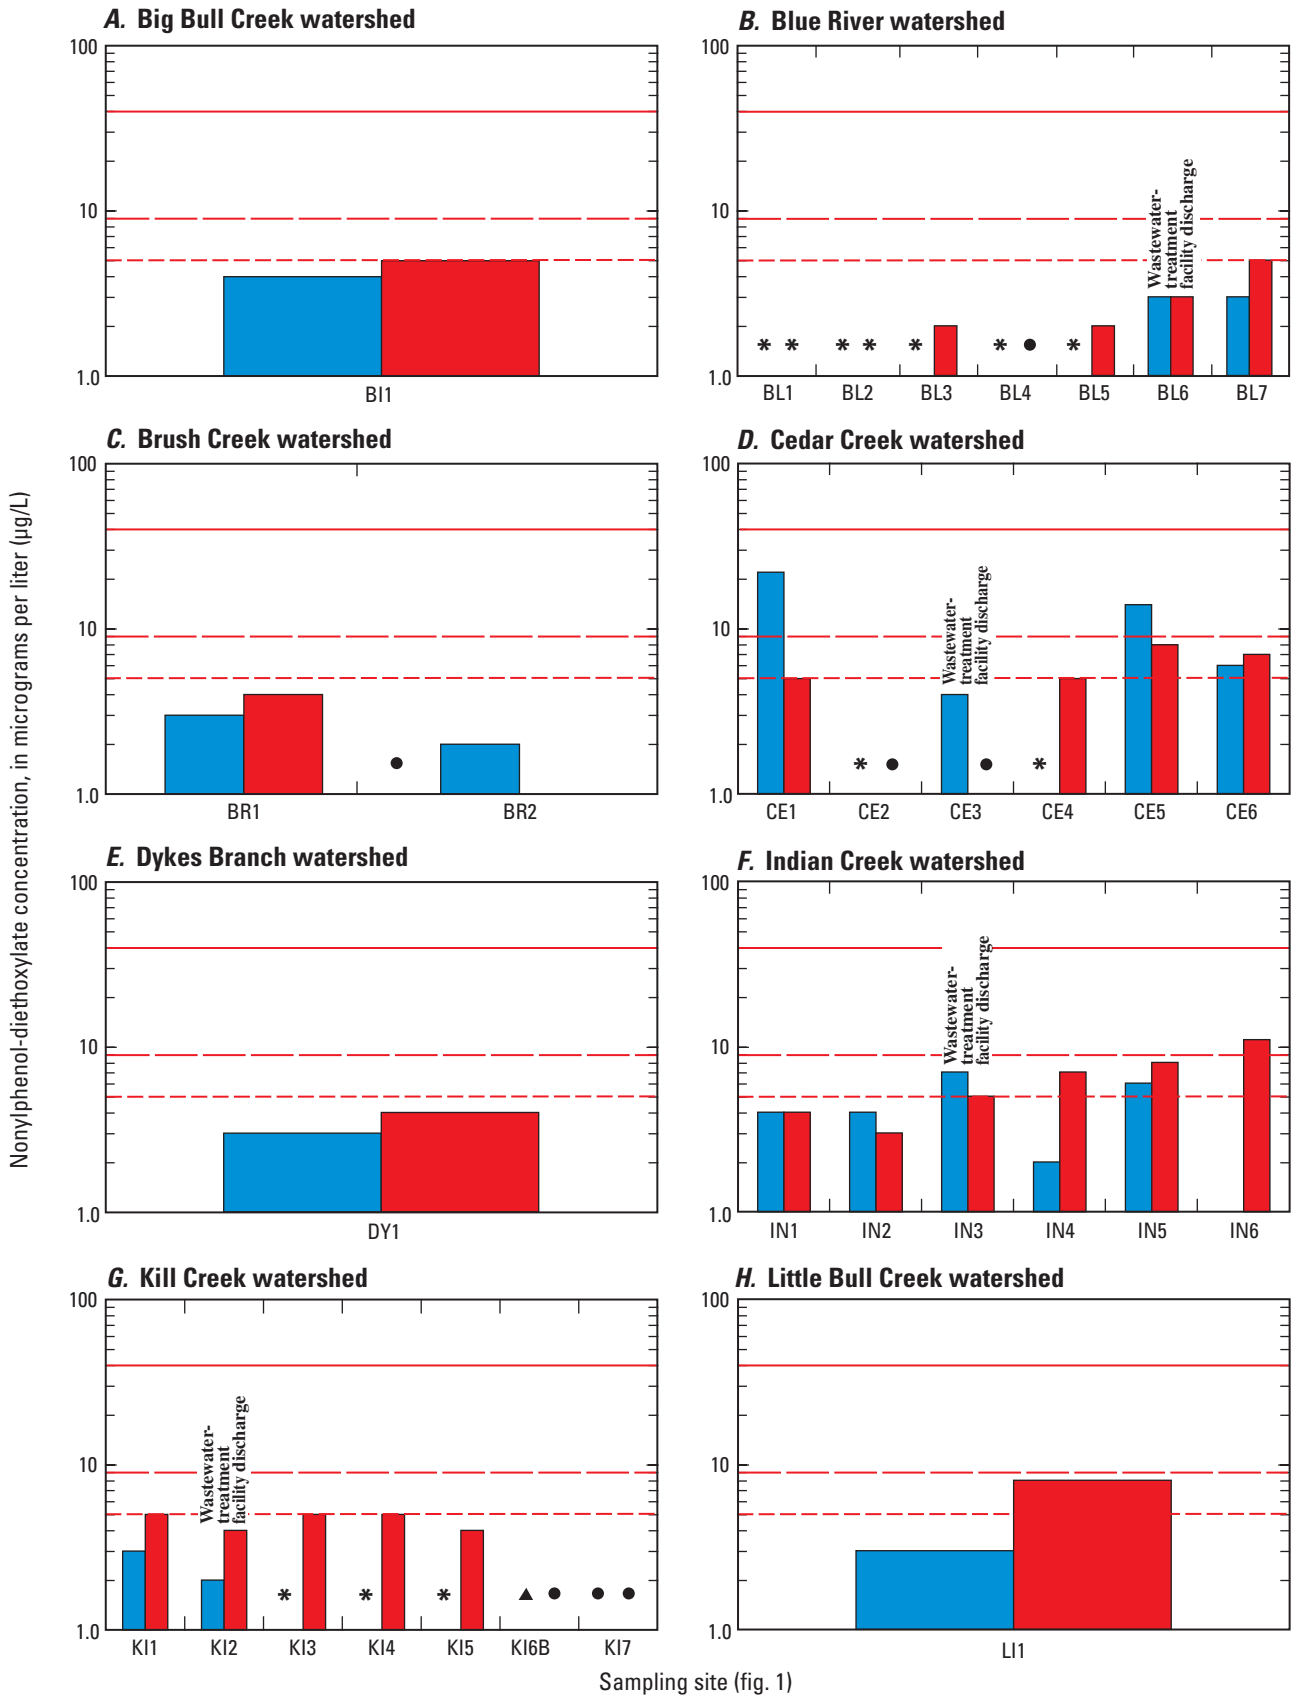 Nonylphenol-diethoxylate concentration, in micrograms per liter (µg/L)
A. Big Bull Creek watershed
100
10
1.0
BI1
B. Blue River watershed
100
10
1.0
Wastewater-
treatment
facility discharge
* * * * * * ● *
BL1 BL2 BL3 BL4 BL5 BL6 BL7
C. Brush Creek watershed
100
10
1.0
●
BR1 BR2
D. Cedar Creek watershed
100
10
1.0
Wastewater-
treatment
facility discharge
* ● ● *
CE1 CE2 CE3 CE4 CE5 CE6
E. Dykes Branch watershed
100
10
1.0
DY1
F. Indian Creek watershed
100
10
1.0
Wastewater-
treatment
facility discharge
IN1 IN2 IN3 IN4 IN5 IN6
G. Kill Creek watershed
100
10
1.0
Wastewater-
treatment
facility discharge
* * * ▲ ● ● ●
KI1 KI2 KI3 KI4 KI5 KI6B KI7
H. Little Bull Creek watershed
100
10
1.0
LI1
Sampling site (fig. 1)